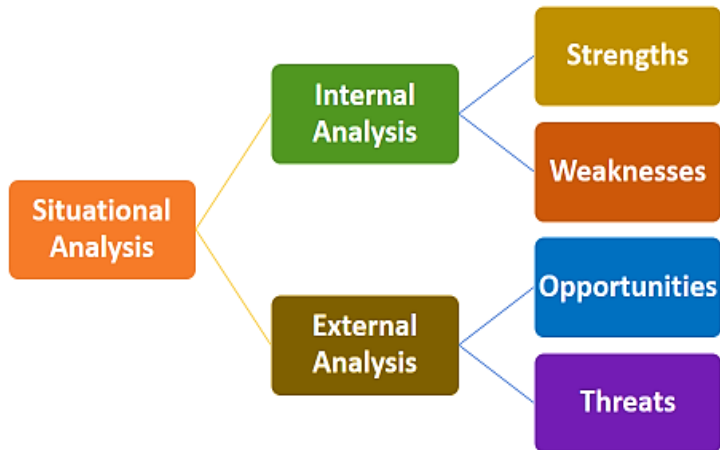 Situational
Analysis
Internal
Analysis
External
Analysis
Strengths
Weaknesses
Opportunities
Threats